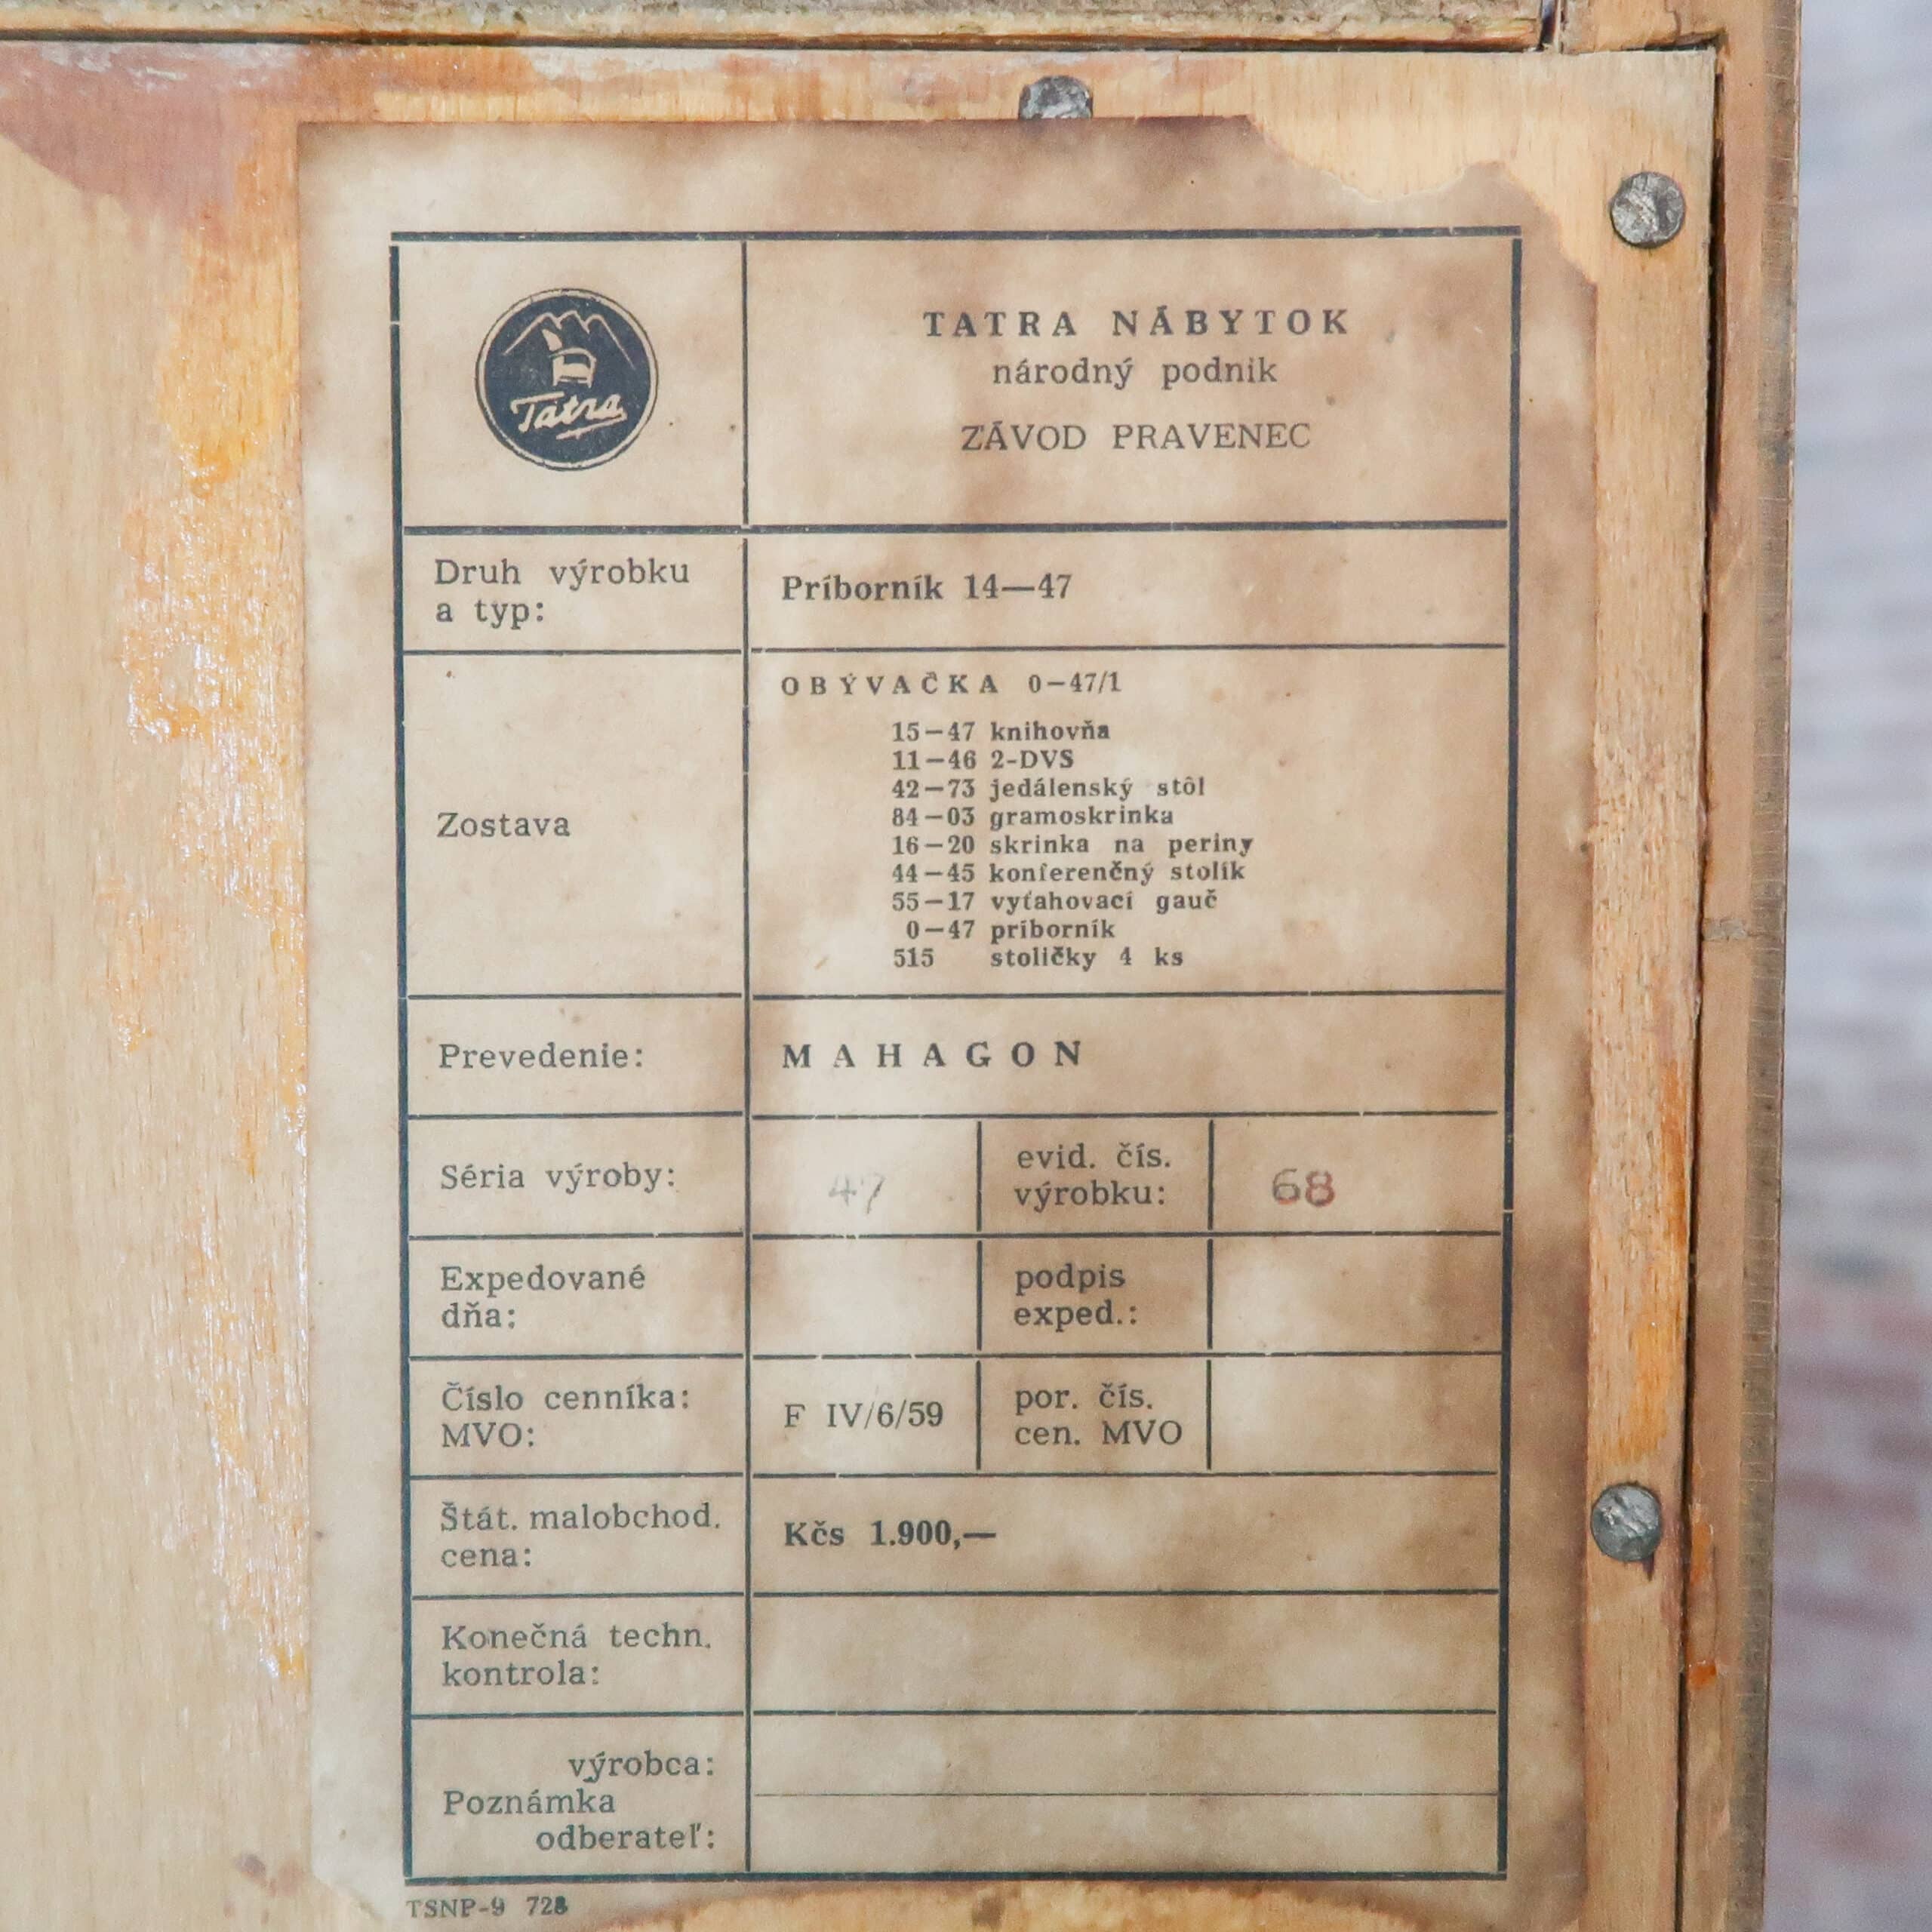 Tatra
TATRA NÁBYTOK
národný podnik
ZÁVOD PRAVENEC
Druh výrobku
a typ:
Príborník 14—47
Zostava
OBÝVAČKA 0—47/1
15—47 knihovňa
11—46 2-DVS
42—73 jedálenský stôl
84—03 gramoskrinka
16—20 skrinka na periny
44—45 konferenčný stolík
55—17 vyťahovací gauč
0—47 príborník
515 stoličky 4 ks
Prevedenie:
MAHAGON
Séria výroby:
47
evid. čís.
výrobku:
68
Expedované
dňa:
podpis
exped.:
Číslo cenníka:
MVO:
F IV/6/59
por. čís.
cen. MVO
Štát. malobchod.
cena:
Kčs 1.900,—
Konečná techn.
kontrola:
výrobca:
Poznámka
odberateľ:
TSNP-9 728